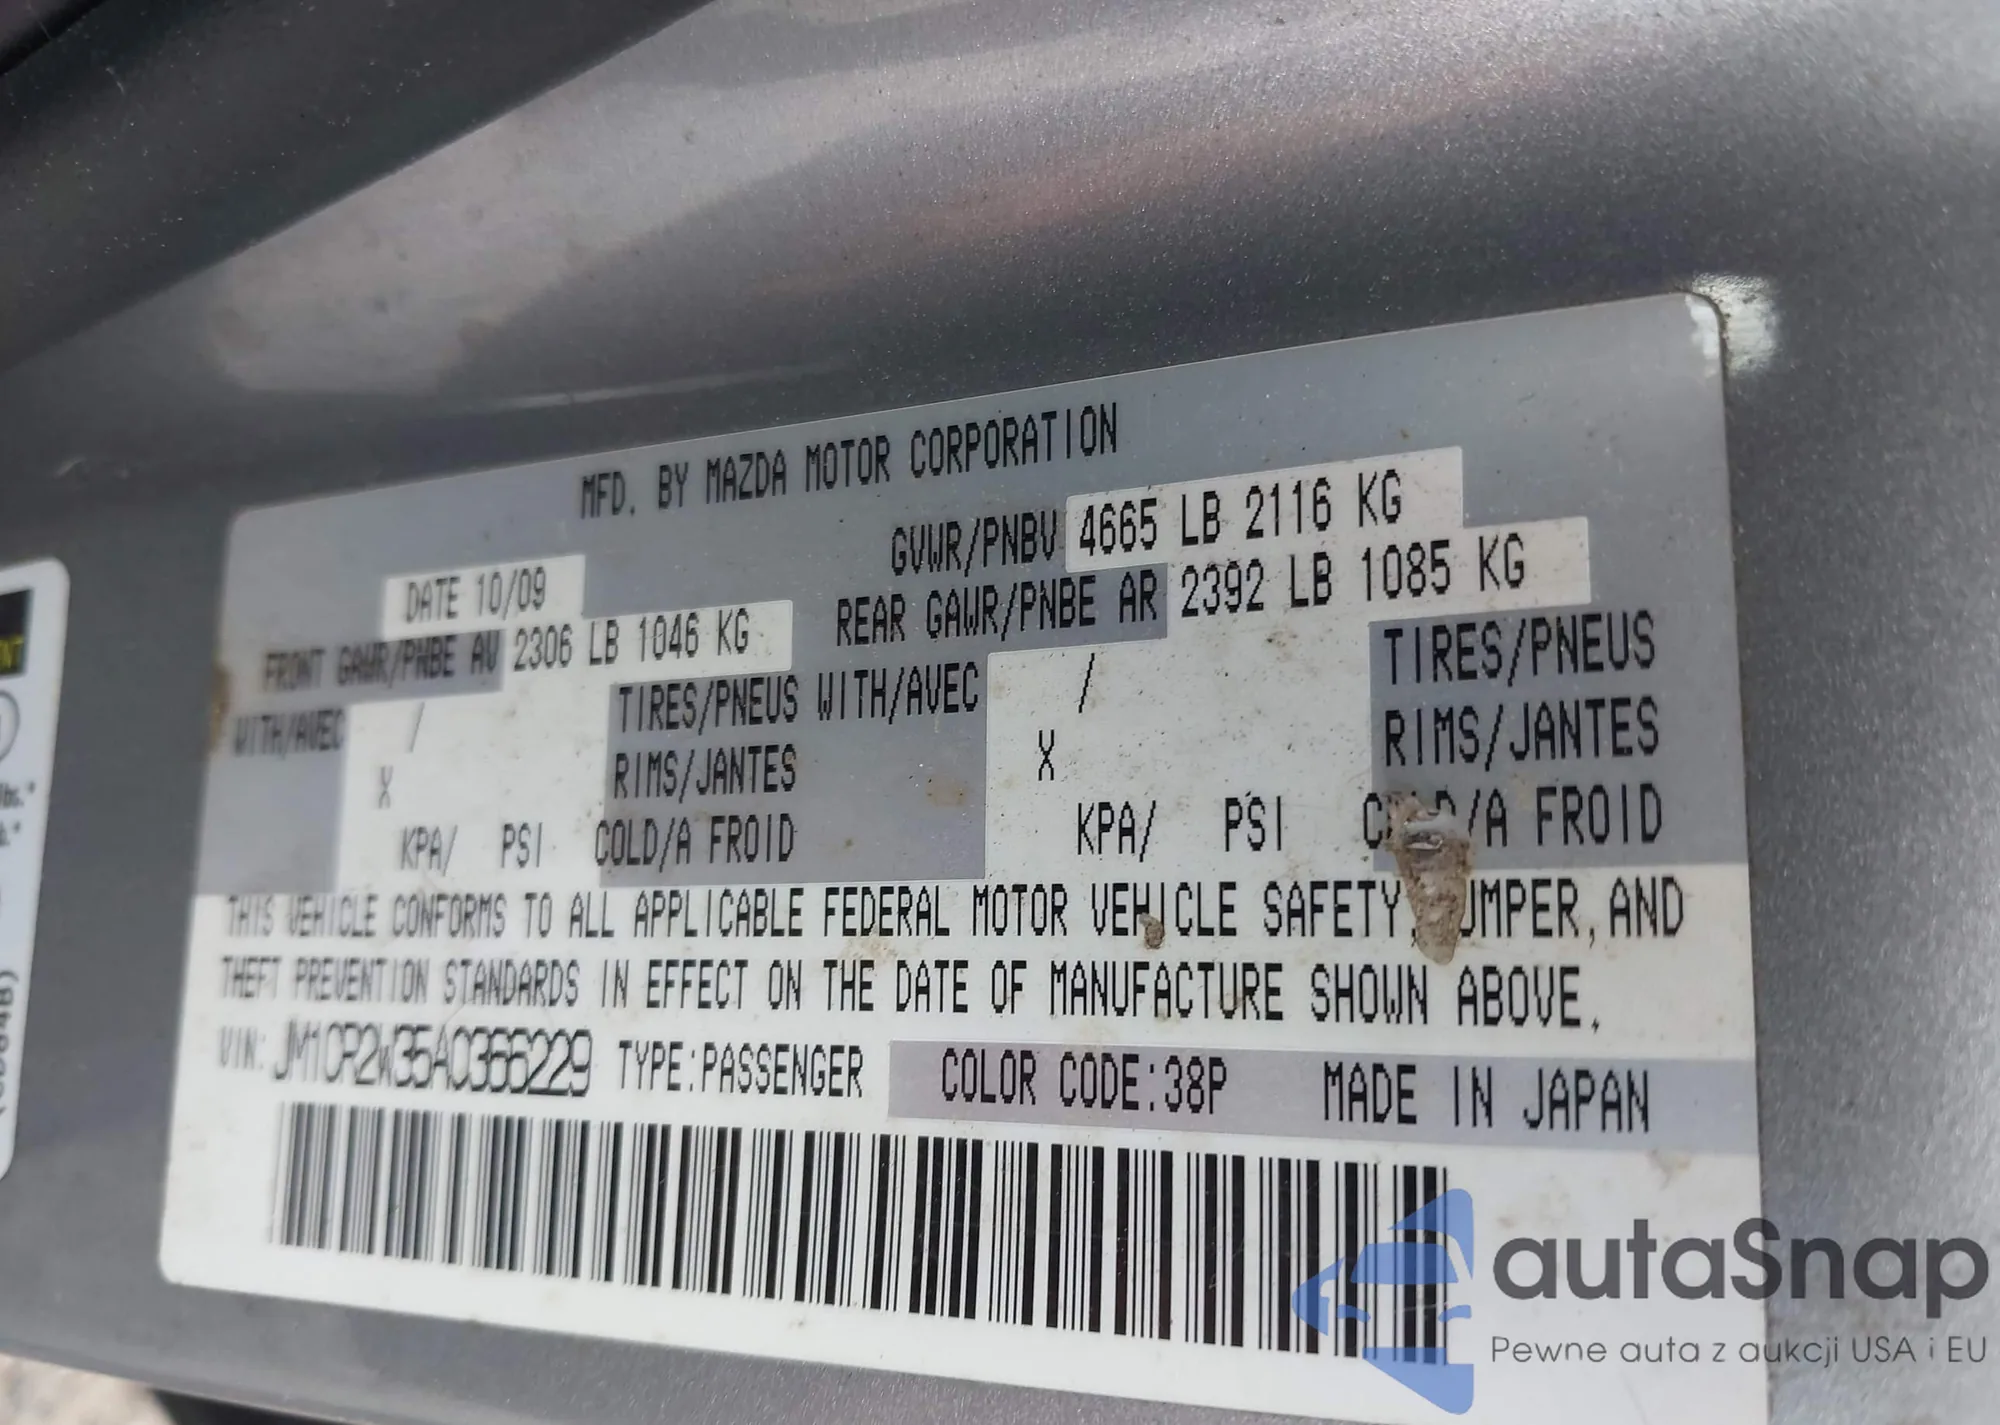 MFD. BY MAZDA MOTOR CORPORATION
GVWR/PNBV 4665 LB 2116 KG
DATE 10/09
FRONT GAWR/PNBE AV 2306 LB 1046 KG
REAR GAWR/PNBE AR 2392 LB 1085 KG
WITH/AVEC / TIRES/PNEUS WITH/AVEC / TIRES/PNEUS
X RIMS/JANTES X RIMS/JANTES
KPA/ PSI COLD/A FROID KPA/ PSI /A FROID
THIS VEHICLE CONFORMS TO ALL APPLICABLE FEDERAL MOTOR VEHICLE SAFETY, AND
THEFT PREVENTION STANDARDS IN EFFECT ON THE DATE OF MANUFACTURE SHOWN ABOVE.
VIN: JM1CR2W35A0366229 TYPE:PASSENGER COLOR CODE:38P MADE IN JAPAN
autaSnap
Pewne auta z aukcji USA i EU